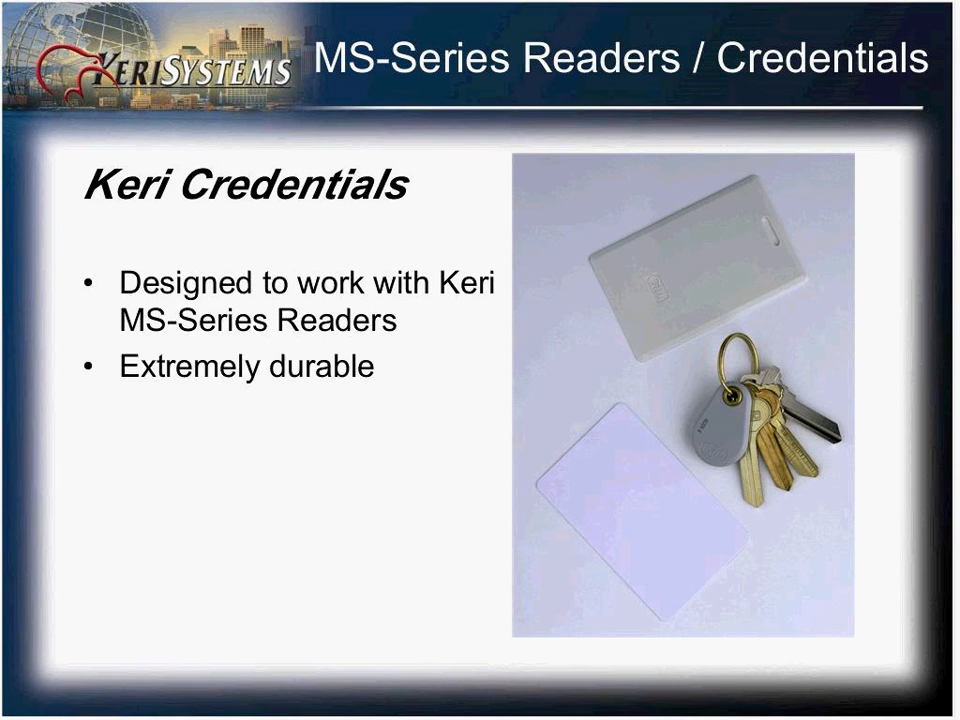 KERISYSTEMS
MS-Series Readers / Credentials
Keri Credentials
• Designed to work with Keri
MS-Series Readers
• Extremely durable